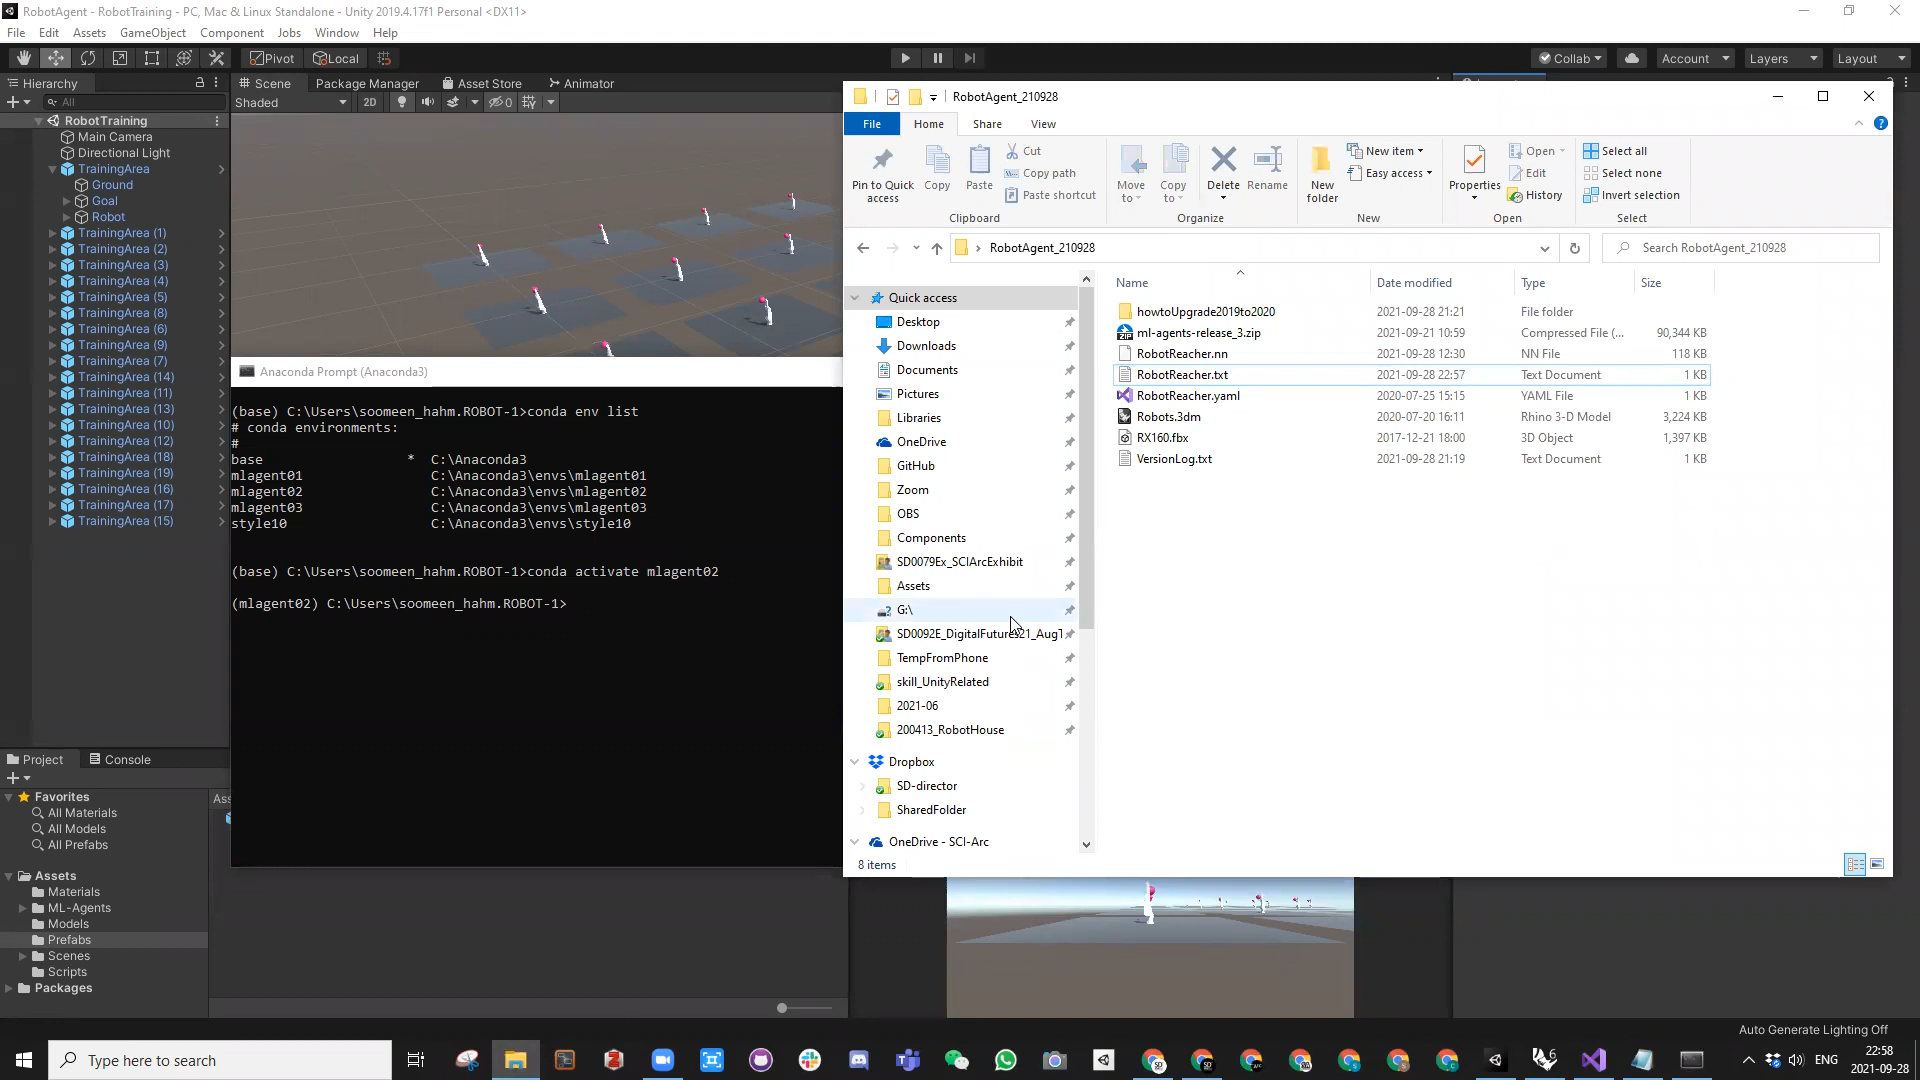 RobotAgent - RobotTraining - PC, Mac & Linux Standalone - Unity 2019.4.17f1 Personal <DX11>
File Edit Assets GameObject Component Jobs Window Help
Pivot Local Collab Account Layers Layout
Hierarchy
All
RobotTraining
Main Camera
Directional Light
TrainingArea
Ground
Goal
Robot
TrainingArea (1)
TrainingArea (2)
TrainingArea (3)
TrainingArea (4)
TrainingArea (5)
TrainingArea (8)
TrainingArea (6)
TrainingArea (9)
TrainingArea (7)
TrainingArea (14)
TrainingArea (11)
TrainingArea (13)
TrainingArea (10)
TrainingArea (12)
TrainingArea (18)
TrainingArea (19)
TrainingArea (16)
TrainingArea (17)
TrainingArea (15)
Scene Package Manager Asset Store Animator
Shaded 2D 0
Anaconda Prompt (Anaconda3)
(base) C:\Users\soomeen_hahm.ROBOT-1>conda env list
# conda environments:
#
base * C:\Anaconda3
mlagent01 C:\Anaconda3\envs\mlagent01
mlagent02 C:\Anaconda3\envs\mlagent02
mlagent03 C:\Anaconda3\envs\mlagent03
style10 C:\Anaconda3\envs\style10
(base) C:\Users\soomeen_hahm.ROBOT-1>conda activate mlagent02
(mlagent02) C:\Users\soomeen_hahm.ROBOT-1>
RobotAgent_210928
File Home Share View
Pin to Quick access
Copy
Paste
Cut
Copy path
Paste shortcut
Clipboard
Move to
Copy to
Delete
Rename
Organize
New folder
New item
Easy access
New
Properties
Open
Edit
History
Open
Select all
Select none
Invert selection
Select
RobotAgent_210928
Search RobotAgent_210928
Quick access
Desktop
Downloads
Documents
Pictures
Libraries
OneDrive
GitHub
Zoom
OBS
Components
SD0079Ex_SCIArcExhibit
Assets
G:\
SD0092E_DigitalFutures21_AugT
TempFromPhone
skill_UnityRelated
2021-06
200413_RobotHouse
Dropbox
SD-director
SharedFolder
OneDrive - SCI-Arc
Name Date modified Type Size
howtoUpgrade2019to2020 2021-09-28 21:21 File folder
ml-agents-release_3.zip 2021-09-21 10:59 Compressed File (... 90,344 KB
RobotReacher.nn 2021-09-28 12:30 NN File 118 KB
RobotReacher.txt 2021-09-28 22:57 Text Document 1 KB
RobotReacher.yaml 2020-07-25 15:15 YAML File 1 KB
Robots.3dm 2020-07-20 16:11 Rhino 3-D Model 3,224 KB
RX160.fbx 2017-12-21 18:00 3D Object 1,397 KB
VersionLog.txt 2021-09-28 21:19 Text Document 1 KB
8 items
Project Console
Favorites
All Materials
All Models
All Prefabs
Ass
Assets
Materials
ML-Agents
Models
Prefabs
Scenes
Scripts
Packages
Auto Generate Lighting Off
Type here to search
ENG
22:58
2021-09-28